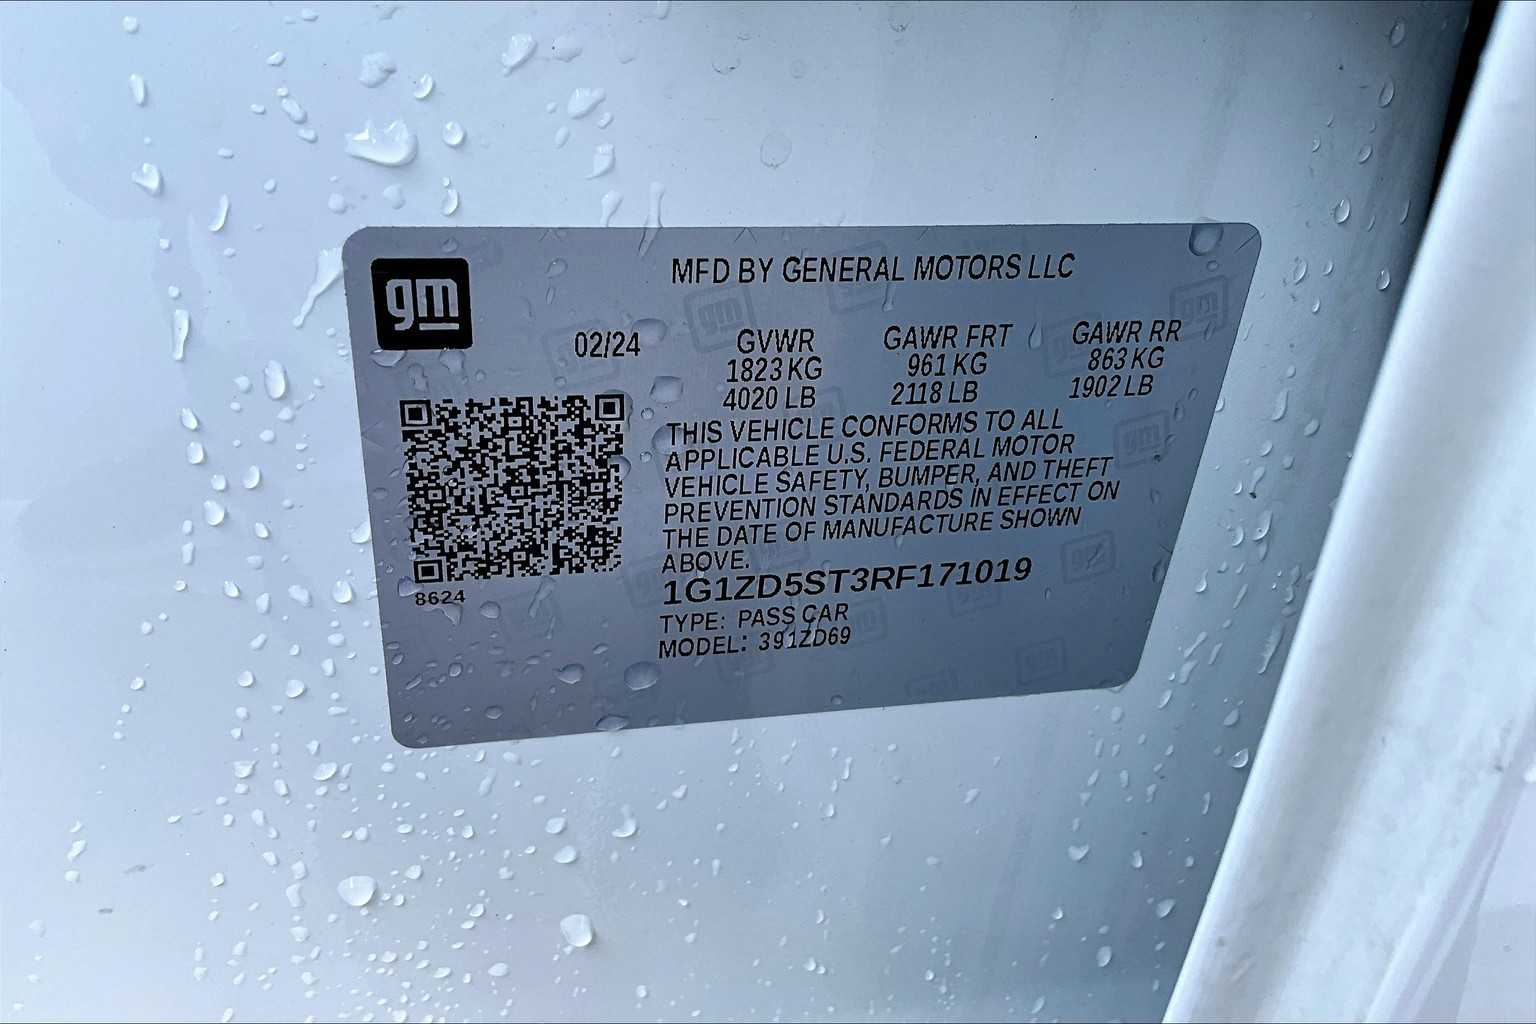 gm
MFD BY GENERAL MOTORS LLC
02/24
GVWR GAWR FRT GAWR RR
1823 KG 961 KG 863 KG
4020 LB 2118 LB 1902 LB
THIS VEHICLE CONFORMS TO ALL
APPLICABLE U.S. FEDERAL MOTOR
VEHICLE SAFETY, BUMPER, AND THEFT
PREVENTION STANDARDS IN EFFECT ON
THE DATE OF MANUFACTURE SHOWN
ABOVE.
1G1ZD5ST3RF171019
8624
TYPE: PASS CAR
MODEL: 391ZD69